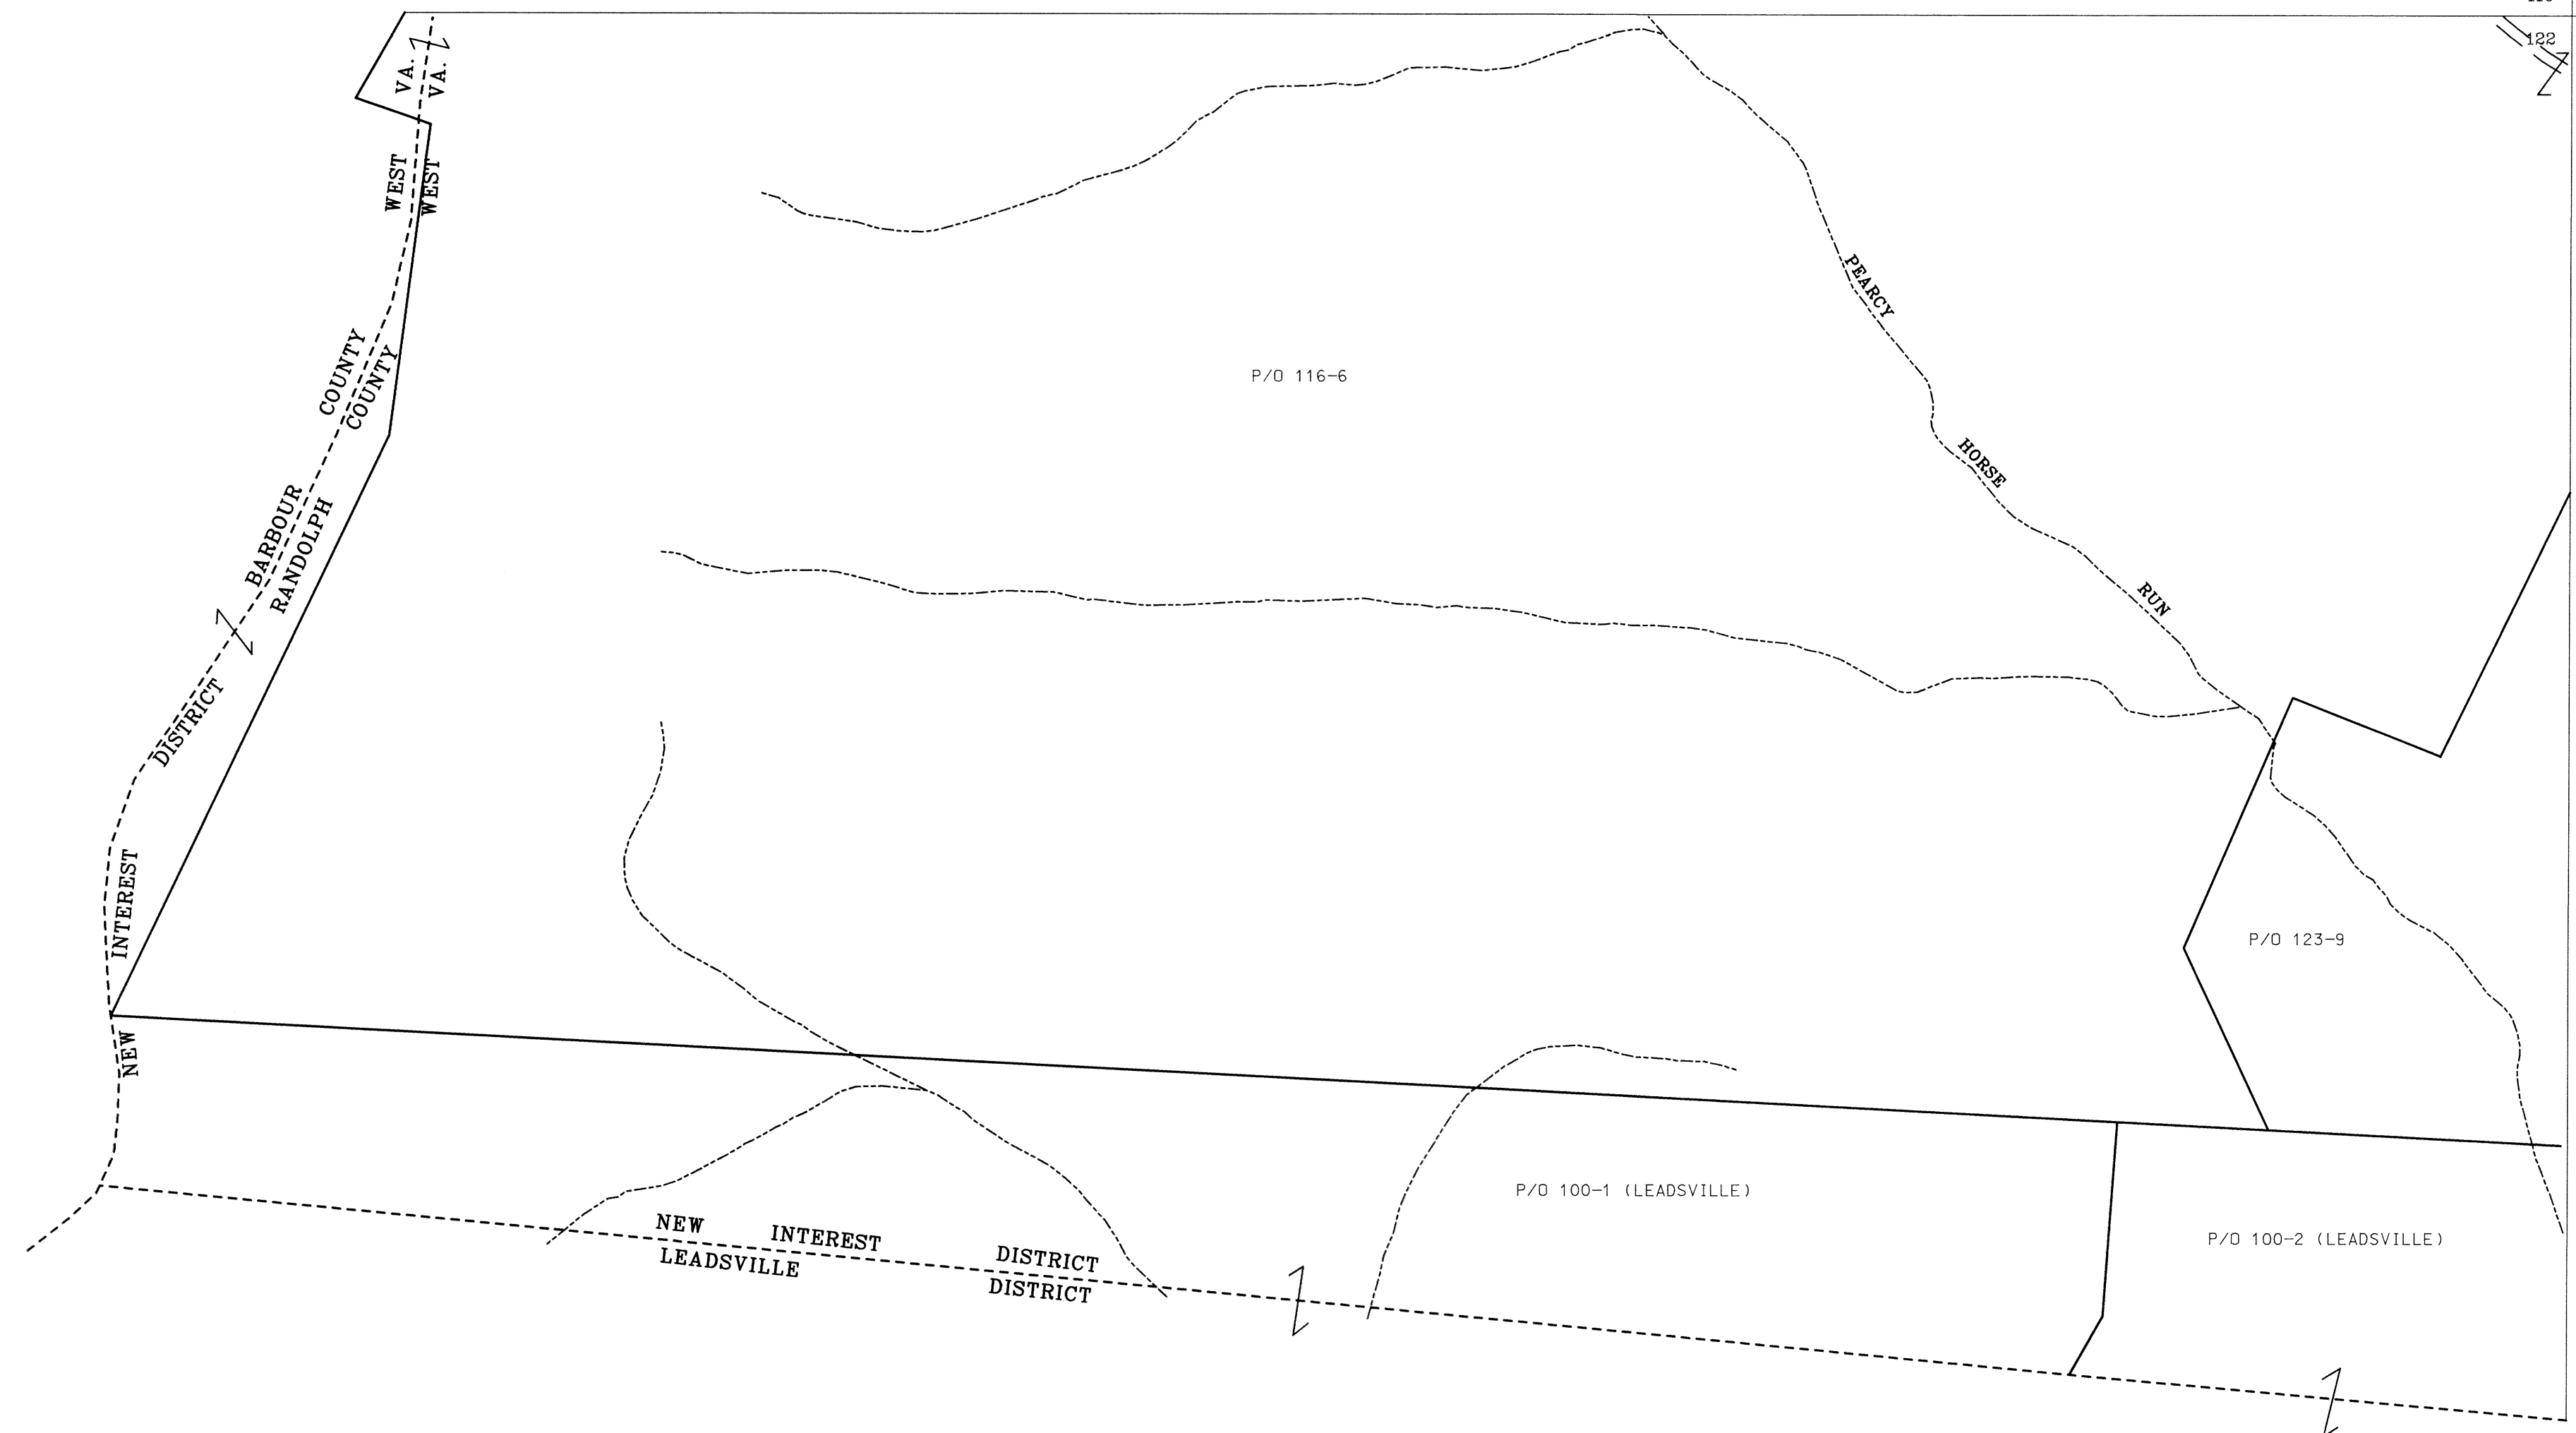 122
WEST VA.
WEST VA.
PEARCY HORSE RUN
P/O 116-6
BARBOUR COUNTY
RANDOLPH COUNTY
NEW INTEREST DISTRICT
P/O 123-9
P/O 100-1 (LEADSVILLE)
P/O 100-2 (LEADSVILLE)
NEW INTEREST DISTRICT
LEADSVILLE DISTRICT